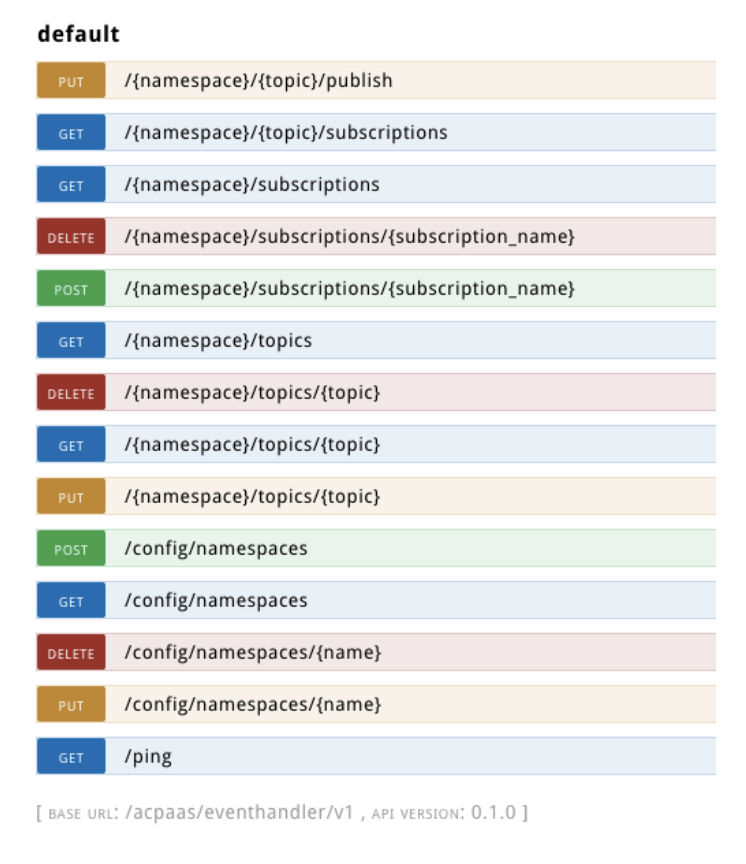 default
PUT /{namespace}/{topic}/publish
GET /{namespace}/{topic}/subscriptions
GET /{namespace}/subscriptions
DELETE /{namespace}/subscriptions/{subscription_name}
POST /{namespace}/subscriptions/{subscription_name}
GET /{namespace}/topics
DELETE /{namespace}/topics/{topic}
GET /{namespace}/topics/{topic}
PUT /{namespace}/topics/{topic}
POST /config/namespaces
GET /config/namespaces
DELETE /config/namespaces/{name}
PUT /config/namespaces/{name}
GET /ping
[ BASE URL: /acpaas/eventhandler/v1 , API VERSION: 0.1.0 ]